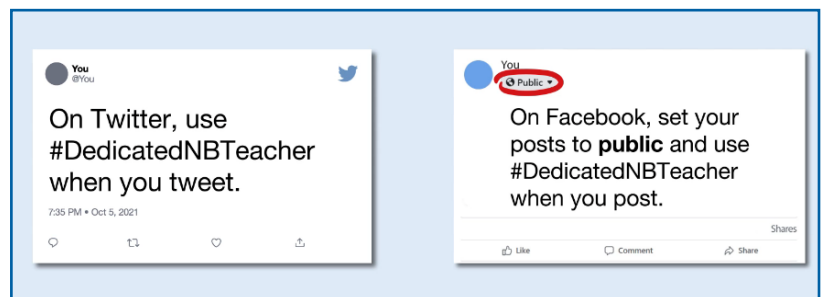 You
@You
On Twitter, use
#DedicatedNBTeacher
when you tweet.
7:35 PM • Oct 5, 2021
You
Public
On Facebook, set your
posts to public and use
#DedicatedNBTeacher
when you post.
Shares
Like Comment Share